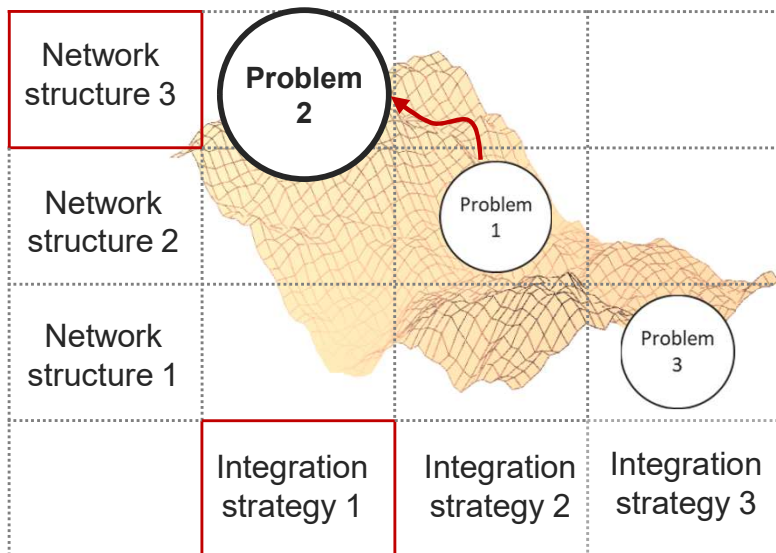 Network
structure 3
Problem
2
Network
structure 2
Problem
1
Network
structure 1
Problem
3
Integration
strategy 1
Integration
strategy 2
Integration
strategy 3